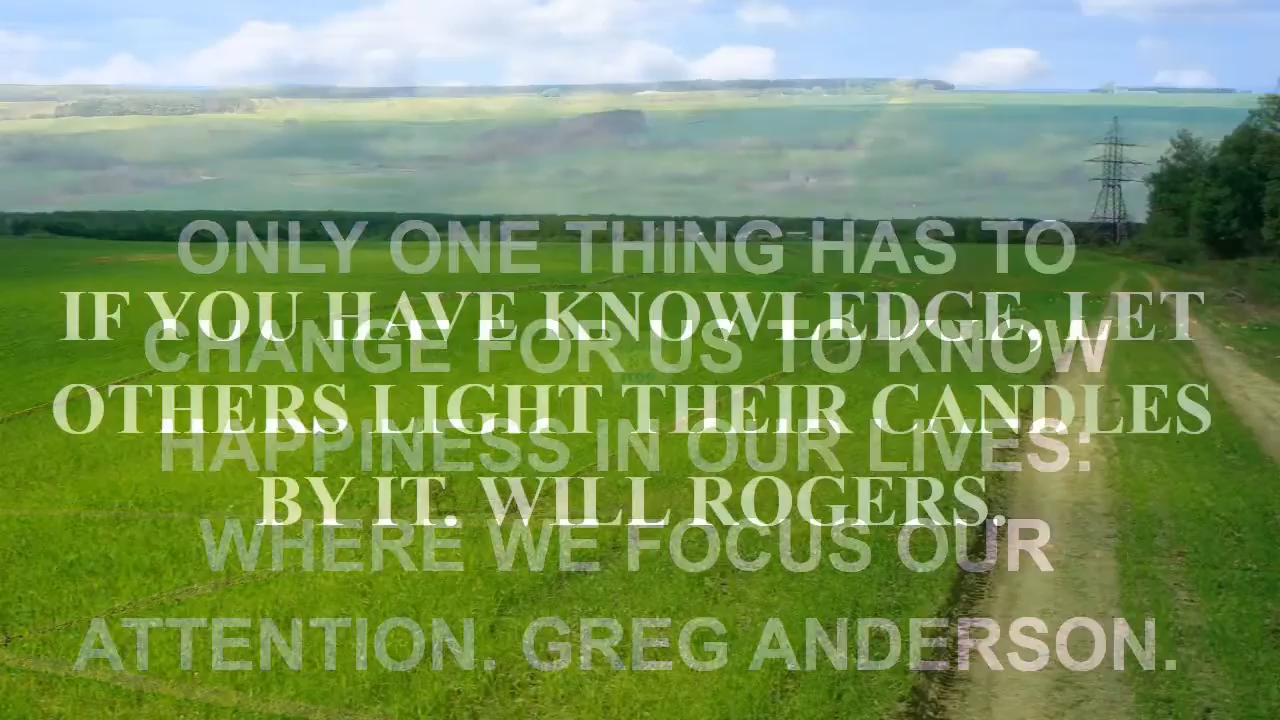 ONLY ONE THING HAS TO
CHANGE FOR US TO KNOW
HAPPINESS IN OUR LIVES:
WHERE WE FOCUS OUR
ATTENTION. GREG ANDERSON.
IF YOU HAVE KNOWLEDGE, LET
OTHERS LIGHT THEIR CANDLES
BY IT. WILL ROGERS.